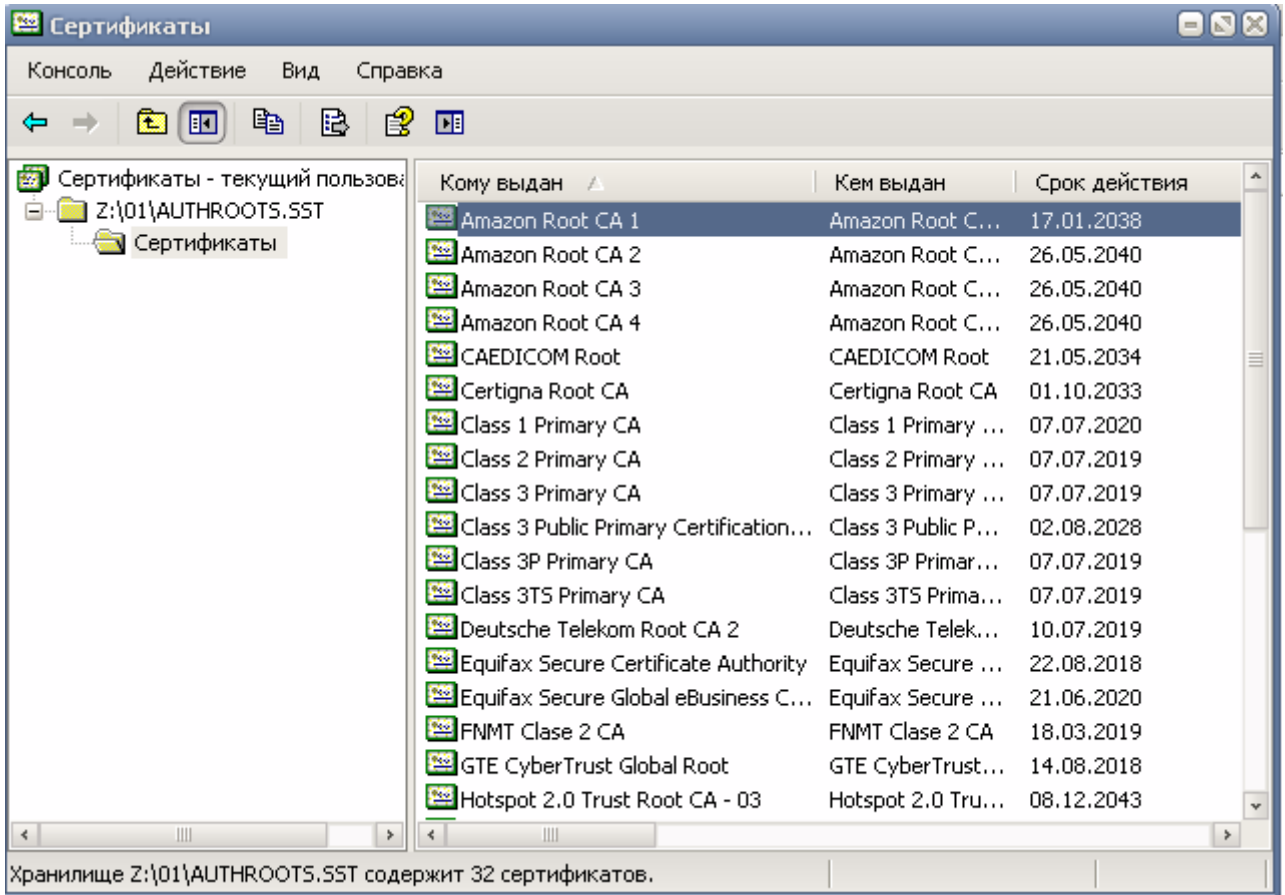 Сертификаты
Консоль Действие Вид Справка
Сертификаты - текущий пользова
Z:\01\AUTHROOTS.SST
Сертификаты
Кому выдан Кем выдан Срок действия
Amazon Root CA 1 Amazon Root C... 17.01.2038
Amazon Root CA 2 Amazon Root C... 26.05.2040
Amazon Root CA 3 Amazon Root C... 26.05.2040
Amazon Root CA 4 Amazon Root C... 26.05.2040
CAEDICOM Root CAEDICOM Root 21.05.2034
Certigna Root CA Certigna Root CA 01.10.2033
Class 1 Primary CA Class 1 Primary ... 07.07.2020
Class 2 Primary CA Class 2 Primary ... 07.07.2019
Class 3 Primary CA Class 3 Primary ... 07.07.2019
Class 3 Public Primary Certification... Class 3 Public P... 02.08.2028
Class 3P Primary CA Class 3P Primar... 07.07.2019
Class 3TS Primary CA Class 3TS Prima... 07.07.2019
Deutsche Telekom Root CA 2 Deutsche Telek... 10.07.2019
Equifax Secure Certificate Authority Equifax Secure ... 22.08.2018
Equifax Secure Global eBusiness C... Equifax Secure ... 21.06.2020
FNMT Clase 2 CA FNMT Clase 2 CA 18.03.2019
GTE CyberTrust Global Root GTE CyberTrust... 14.08.2018
Hotspot 2.0 Trust Root CA - 03 Hotspot 2.0 Tru... 08.12.2043
Хранилище Z:\01\AUTHROOTS.SST содержит 32 сертификатов.